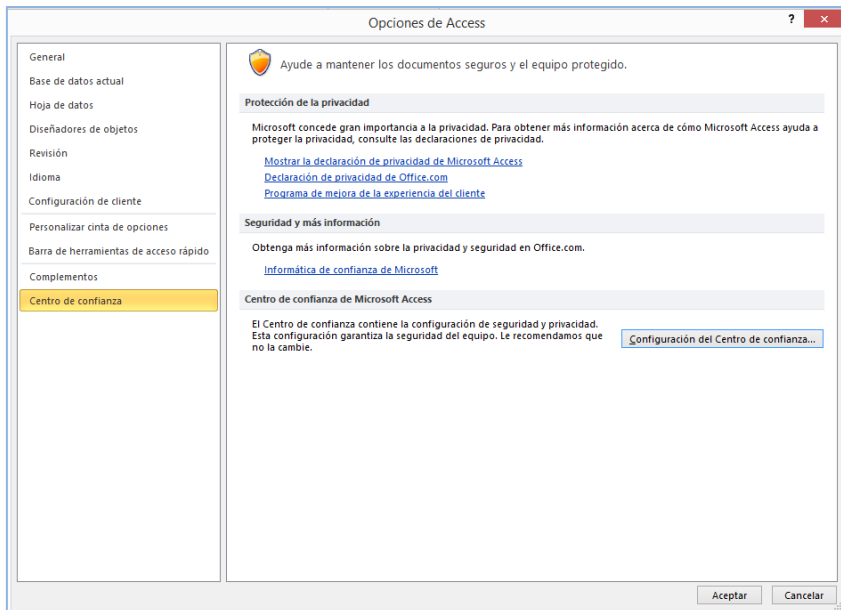 Opciones de Access
?
General
Base de datos actual
Hoja de datos
Diseñadores de objetos
Revisión
Idioma
Configuración de cliente
Personalizar cinta de opciones
Barra de herramientas de acceso rápido
Complementos
Centro de confianza
Ayude a mantener los documentos seguros y el equipo protegido.
Protección de la privacidad
Microsoft concede gran importancia a la privacidad. Para obtener más información acerca de cómo Microsoft Access ayuda a
proteger la privacidad, consulte las declaraciones de privacidad.
Mostrar la declaración de privacidad de Microsoft Access
Declaración de privacidad de Office.com
Programa de mejora de la experiencia del cliente
Seguridad y más información
Obtenga más información sobre la privacidad y seguridad en Office.com.
Informática de confianza de Microsoft
Centro de confianza de Microsoft Access
El Centro de confianza contiene la configuración de seguridad y privacidad.
Esta configuración garantiza la seguridad del equipo. Le recomendamos que
no la cambie.
Configuración del Centro de confianza...
Aceptar
Cancelar